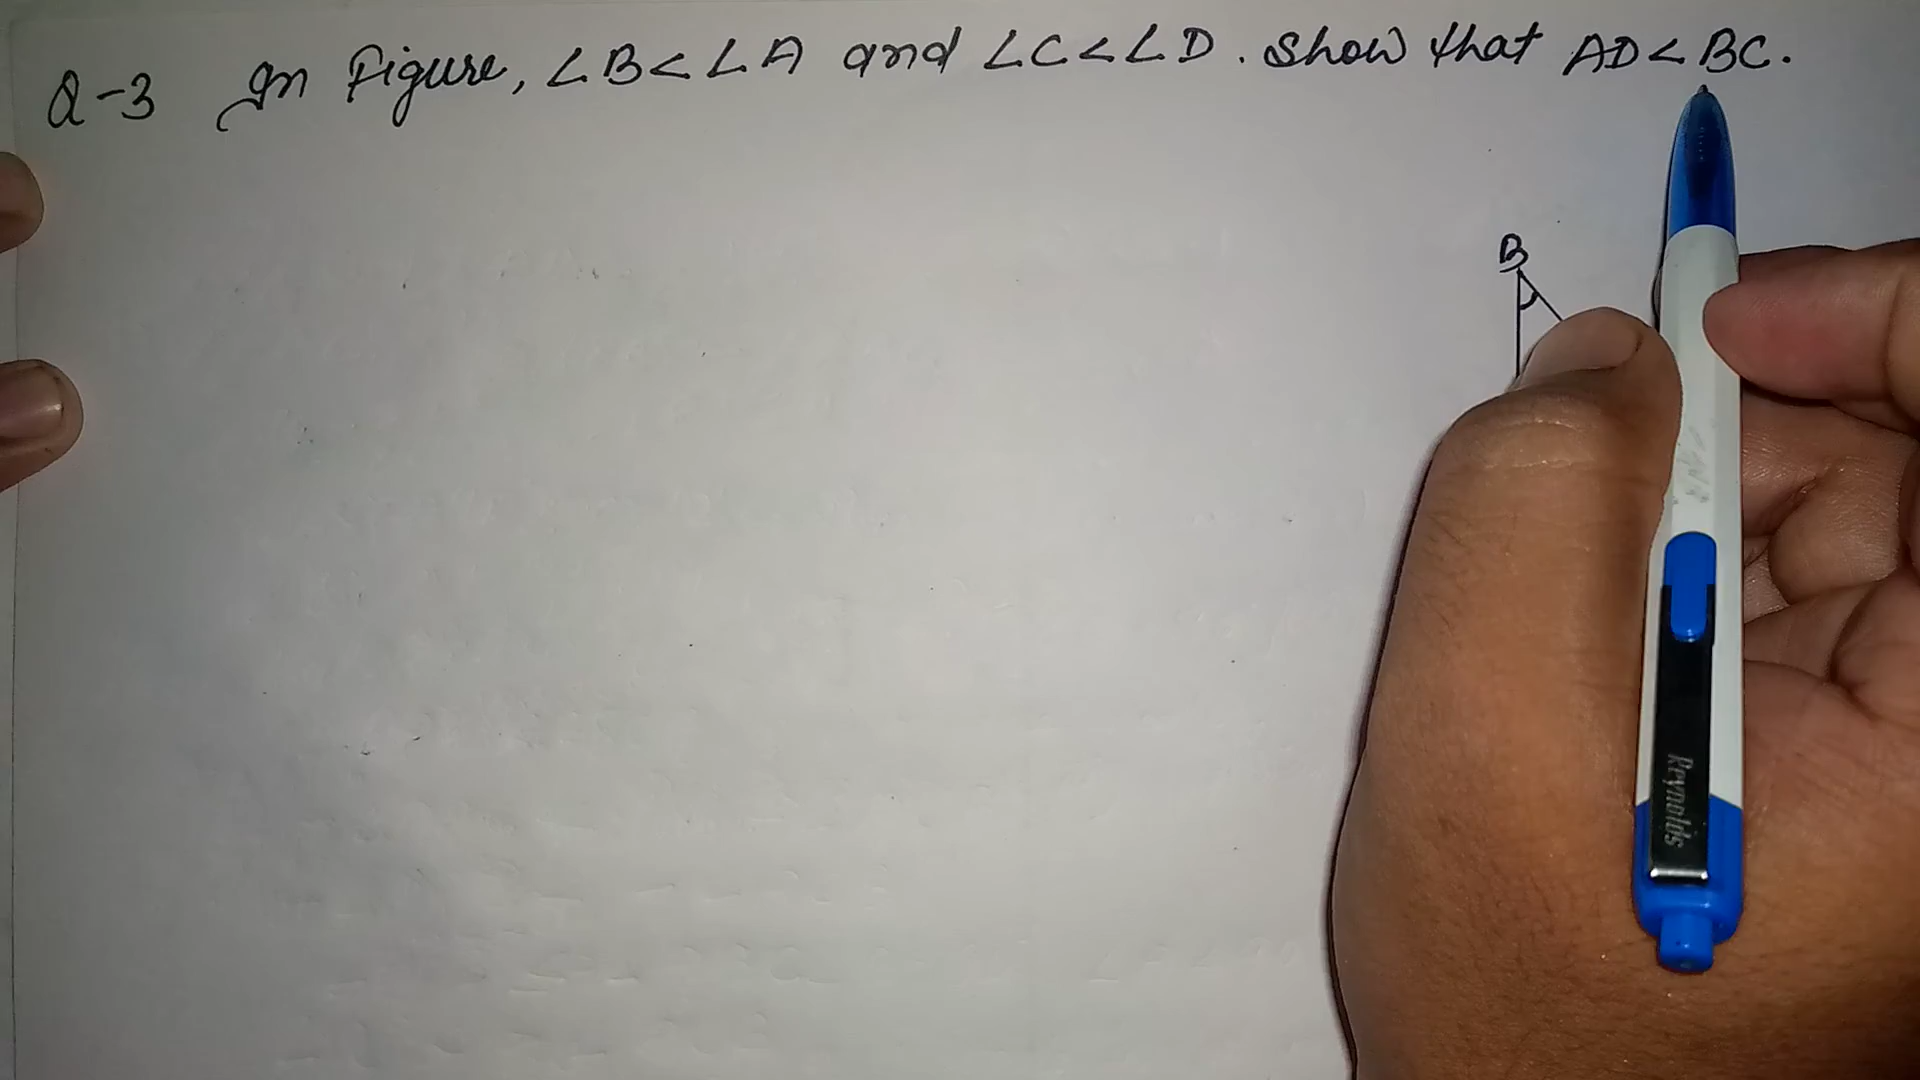 Q-3 In Figure, ∠B<∠A and ∠C<∠D. Show that AD<BC.
B
Reynolds